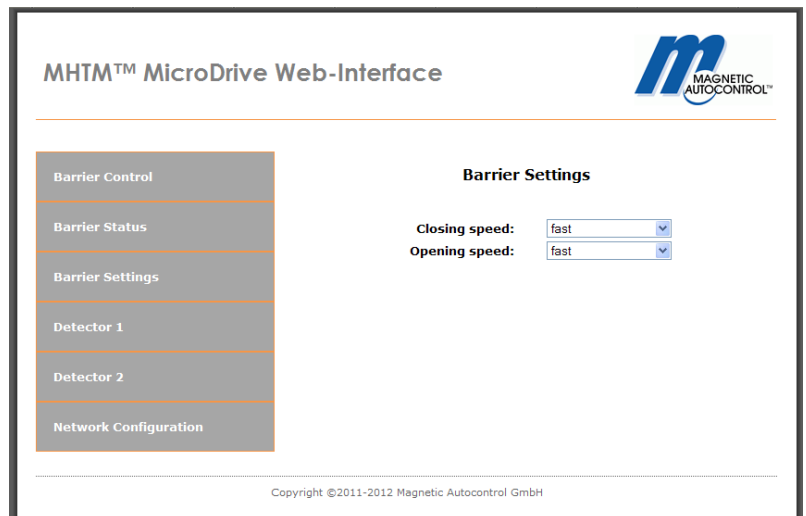 MHTM™ MicroDrive Web-Interface
MAGNETIC
AUTOCONTROL™
Barrier Control
Barrier Status
Barrier Settings
Detector 1
Detector 2
Network Configuration
Barrier Settings
Closing speed: fast
Opening speed: fast
Copyright ©2011-2012 Magnetic Autocontrol GmbH